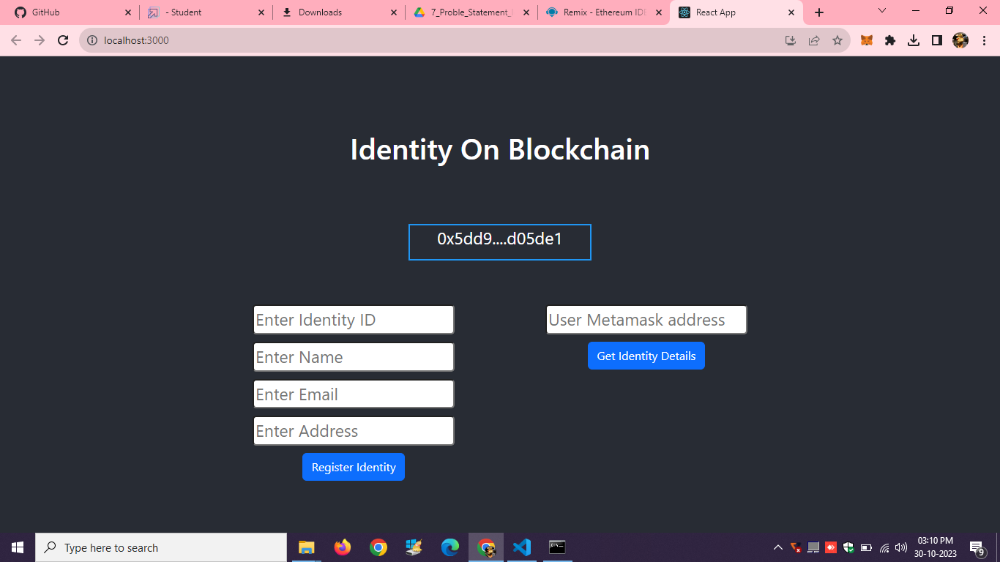 GitHub
- Student
Downloads
7_Proble_Statement_
Remix - Ethereum IDE
React App
localhost:3000
Identity On Blockchain
0x5dd9....d05de1
Enter Identity ID
User Metamask address
Enter Name
Get Identity Details
Enter Email
Enter Address
Register Identity
Type here to search
03:10 PM
30-10-2023
9